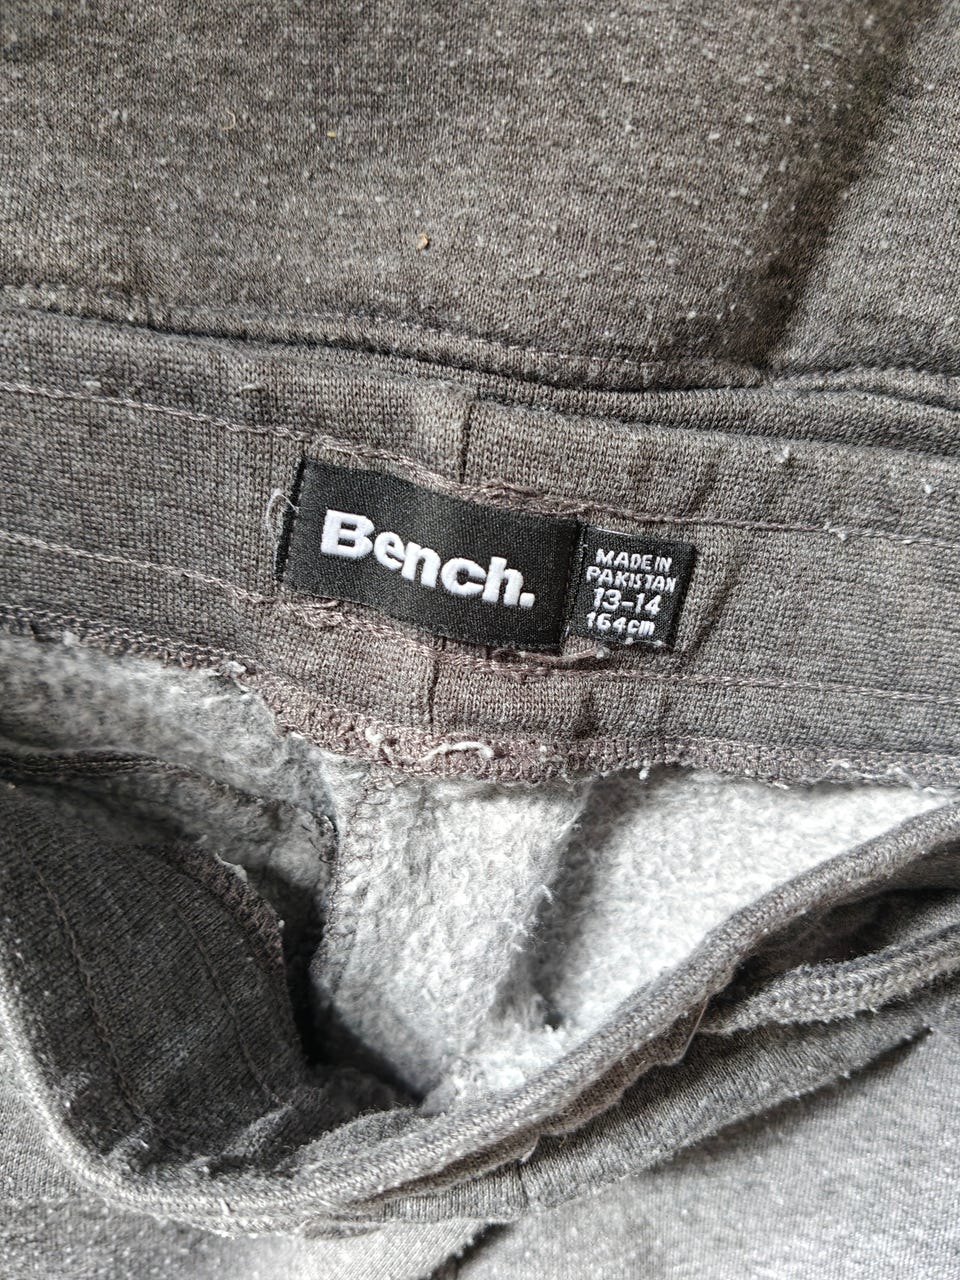 Bench.
MADE IN
PAKISTAN
13-14
164cm